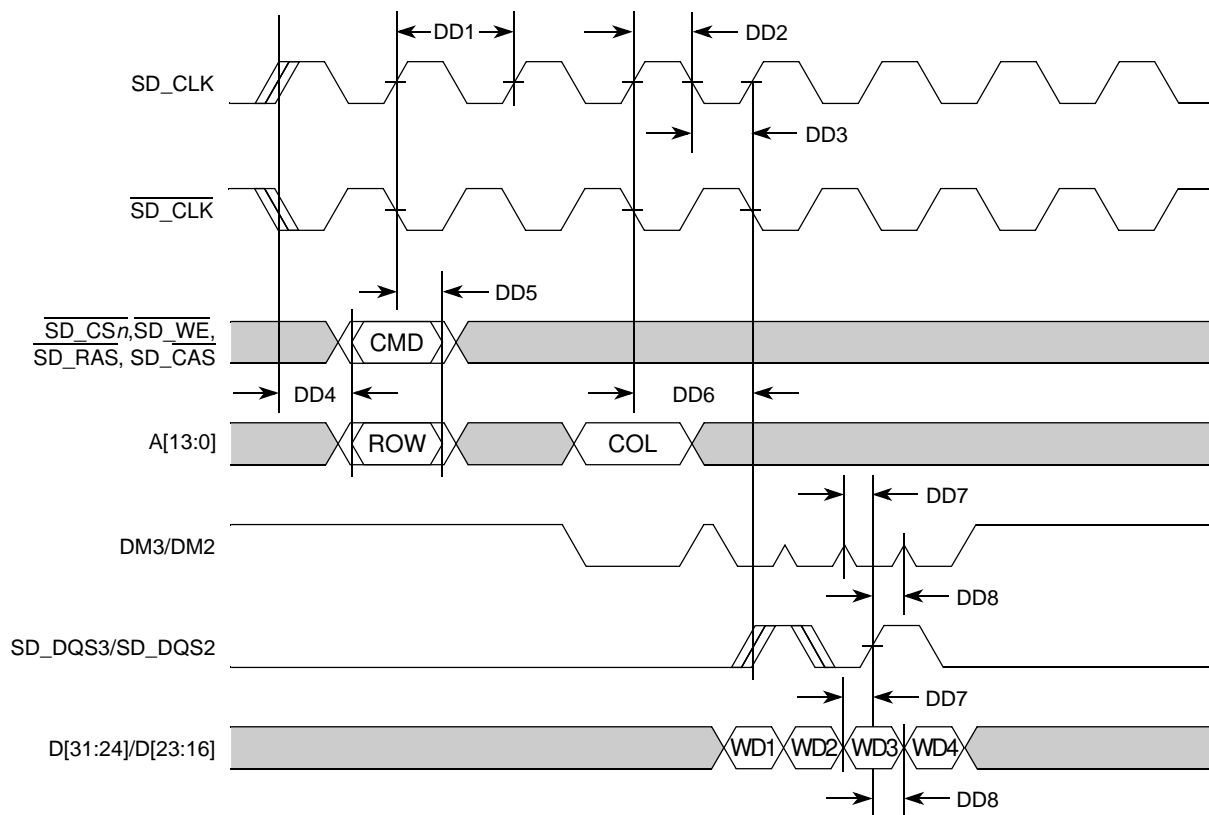 DD1
DD2
SD_CLK
DD3
SD_CLK
DD5
SD_CSn,SD_WE,
SD_RAS, SD_CAS
CMD
DD4
DD6
A[13:0]
ROW
COL
DD7
DM3/DM2
DD8
SD_DQS3/SD_DQS2
DD7
D[31:24]/D[23:16]
WD1
WD2
WD3
WD4
DD8